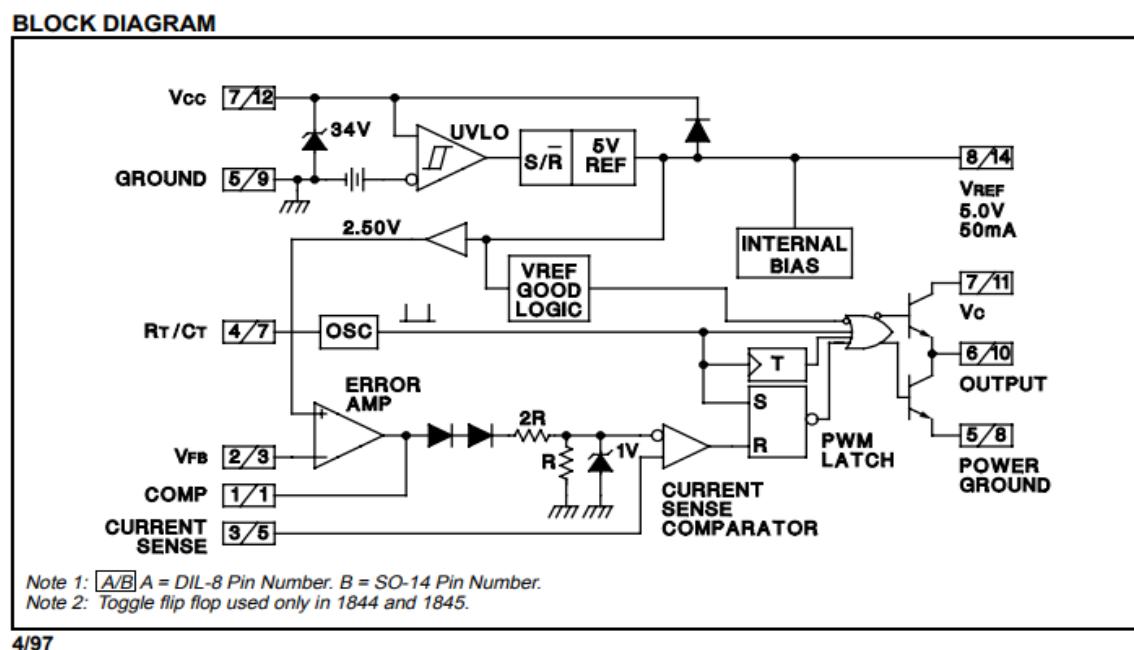 BLOCK DIAGRAM
Vcc 7/12
34V
UVLO
S/R̅
5V
REF
8/14
VREF
5.0V
50mA
GROUND 5/9
2.50V
VREF
GOOD
LOGIC
INTERNAL
BIAS
7/11
Vc
RT/CT 4/7
OSC
T
6/10
OUTPUT
ERROR
AMP
2R
S
R
1V
R
PWM
LATCH
5/8
POWER
GROUND
VFB 2/3
COMP 1/1
CURRENT
SENSE
3/5
CURRENT
SENSE
COMPARATOR
Note 1: A/B A = DIL-8 Pin Number. B = SO-14 Pin Number.
Note 2: Toggle flip flop used only in 1844 and 1845.
4/97